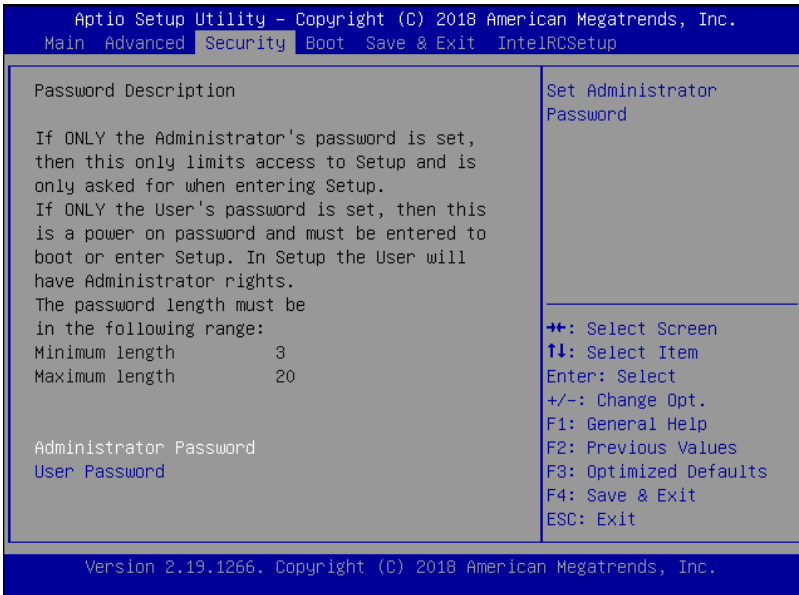 Aptio Setup Utility – Copyright (C) 2018 American Megatrends, Inc.
Main Advanced Security Boot Save & Exit IntelRCSetup
Password Description
If ONLY the Administrator's password is set,
then this only limits access to Setup and is
only asked for when entering Setup.
If ONLY the User's password is set, then this
is a power on password and must be entered to
boot or enter Setup. In Setup the User will
have Administrator rights.
The password length must be
in the following range:
Minimum length 3
Maximum length 20
Administrator Password
User Password
Set Administrator
Password
→←: Select Screen
↑↓: Select Item
Enter: Select
+/-: Change Opt.
F1: General Help
F2: Previous Values
F3: Optimized Defaults
F4: Save & Exit
ESC: Exit
Version 2.19.1266. Copyright (C) 2018 American Megatrends, Inc.